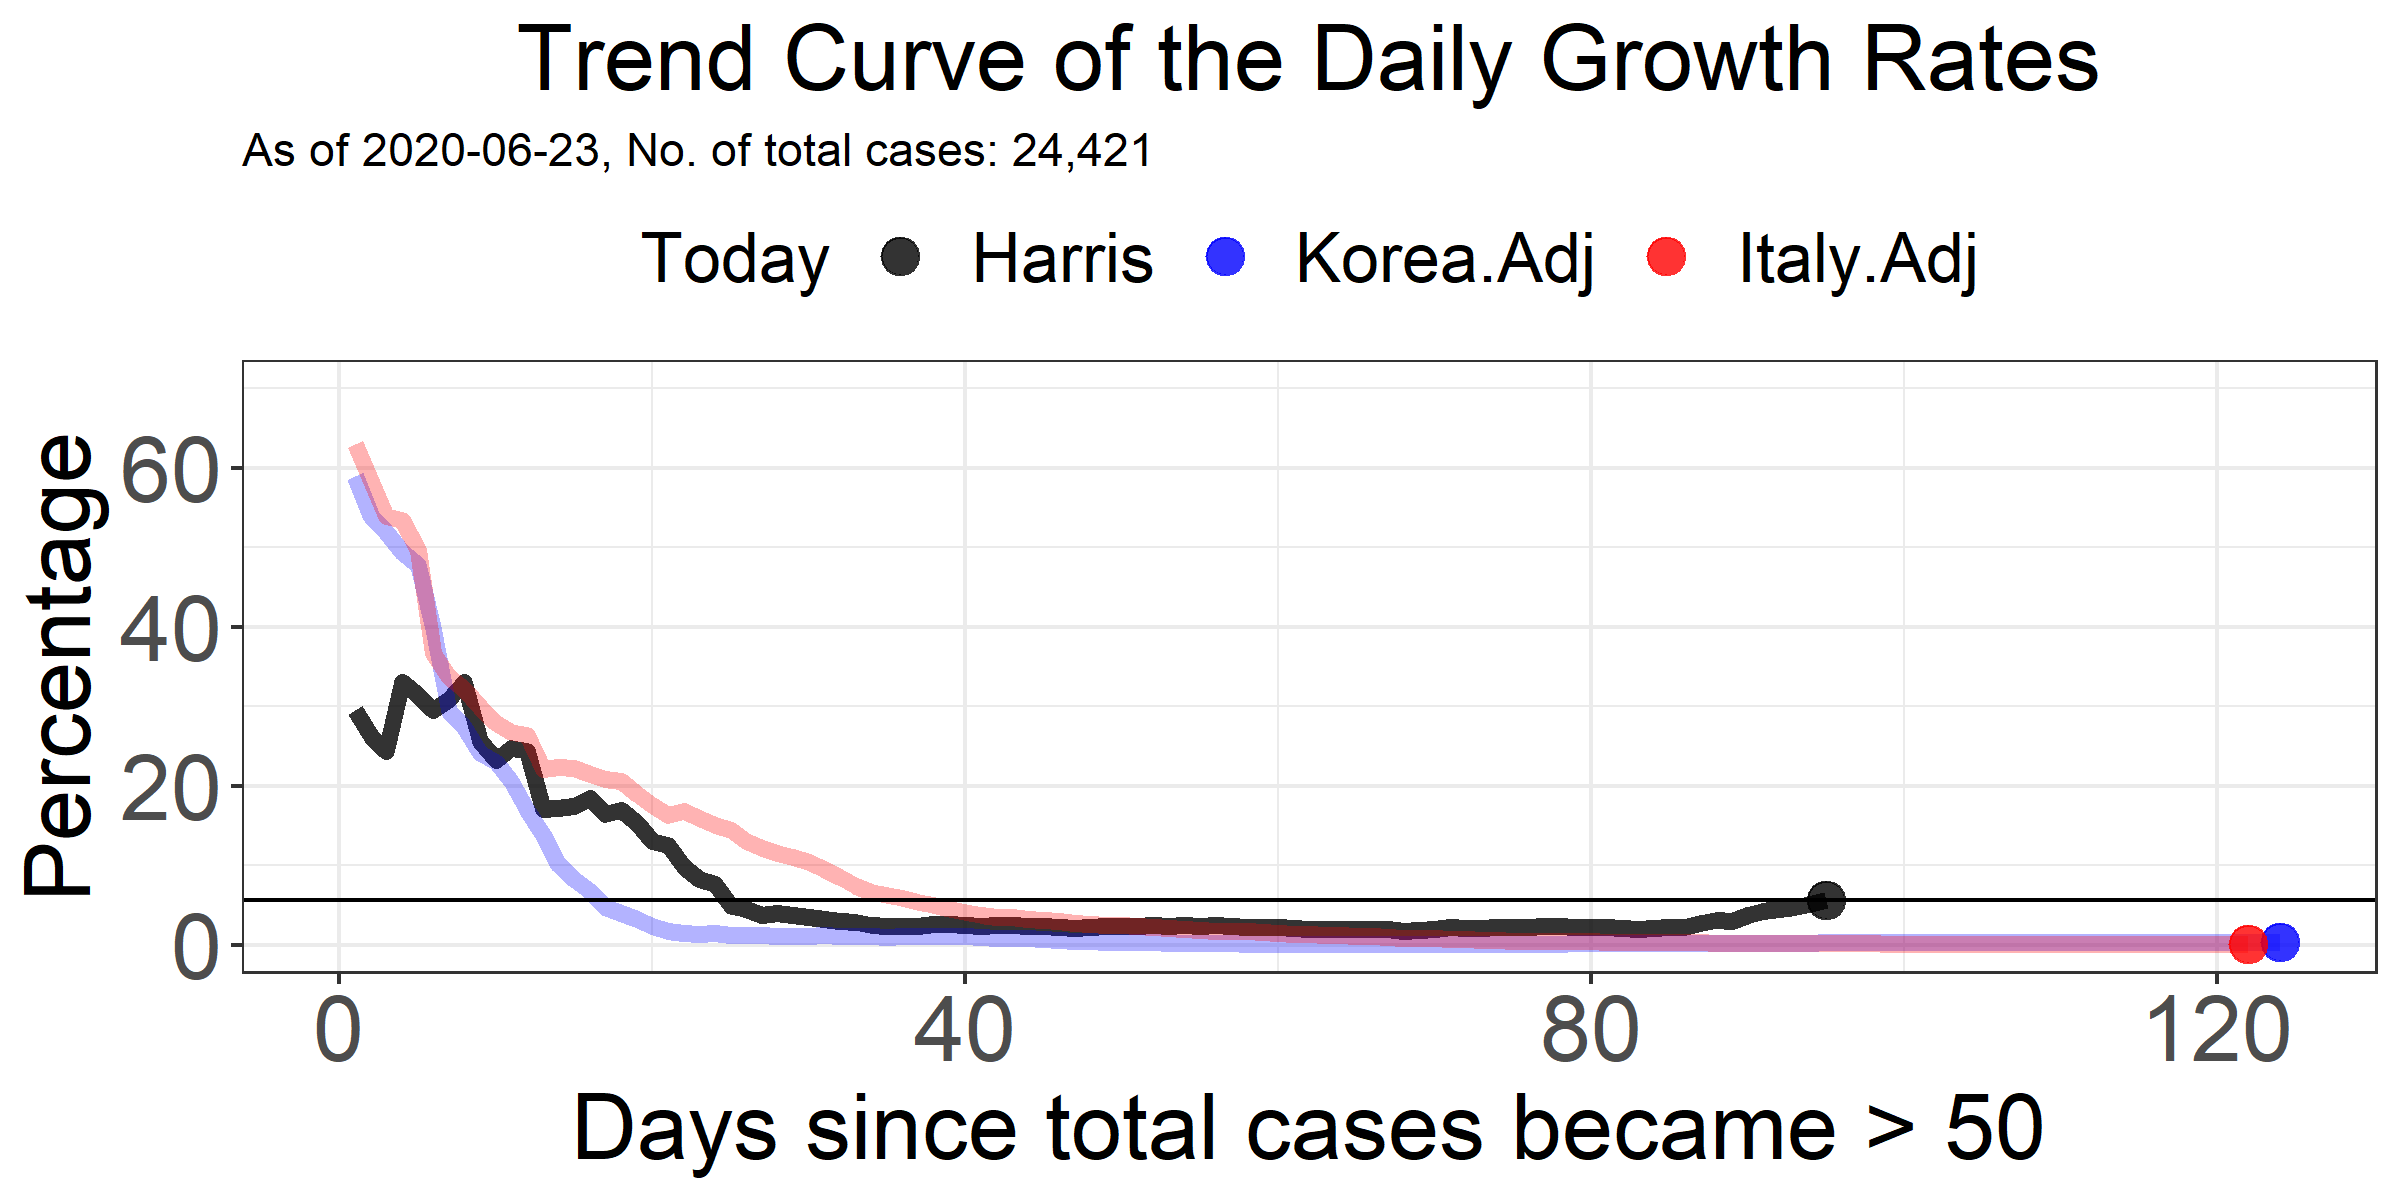 Trend Curve of the Daily Growth Rates
As of 2020-06-23, No. of total cases: 24,421
Today Harris Korea.Adj Italy.Adj
Percentage
60
40
20
0
0 40 80 120
Days since total cases became > 50